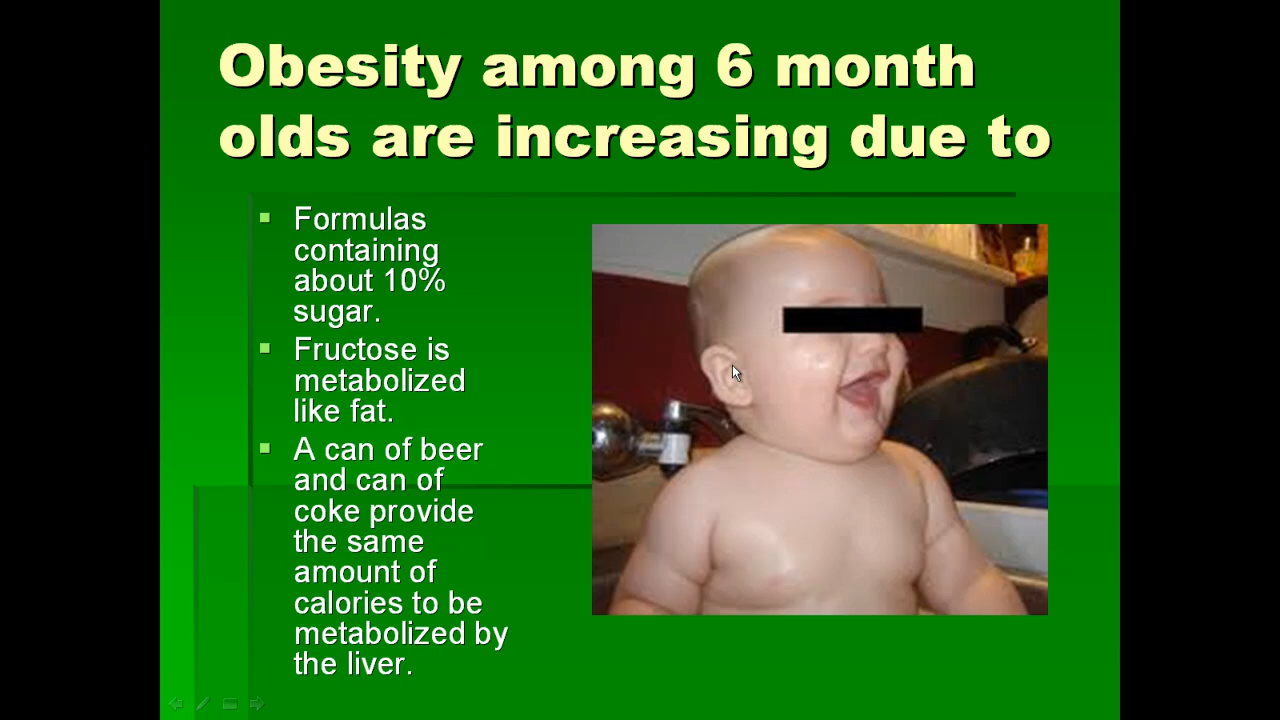 Obesity among 6 month
olds are increasing due to
Formulas
containing
about 10%
sugar.
Fructose is
metabolized
like fat.
A can of beer
and can of
coke provide
the same
amount of
calories to be
metabolized by
the liver.